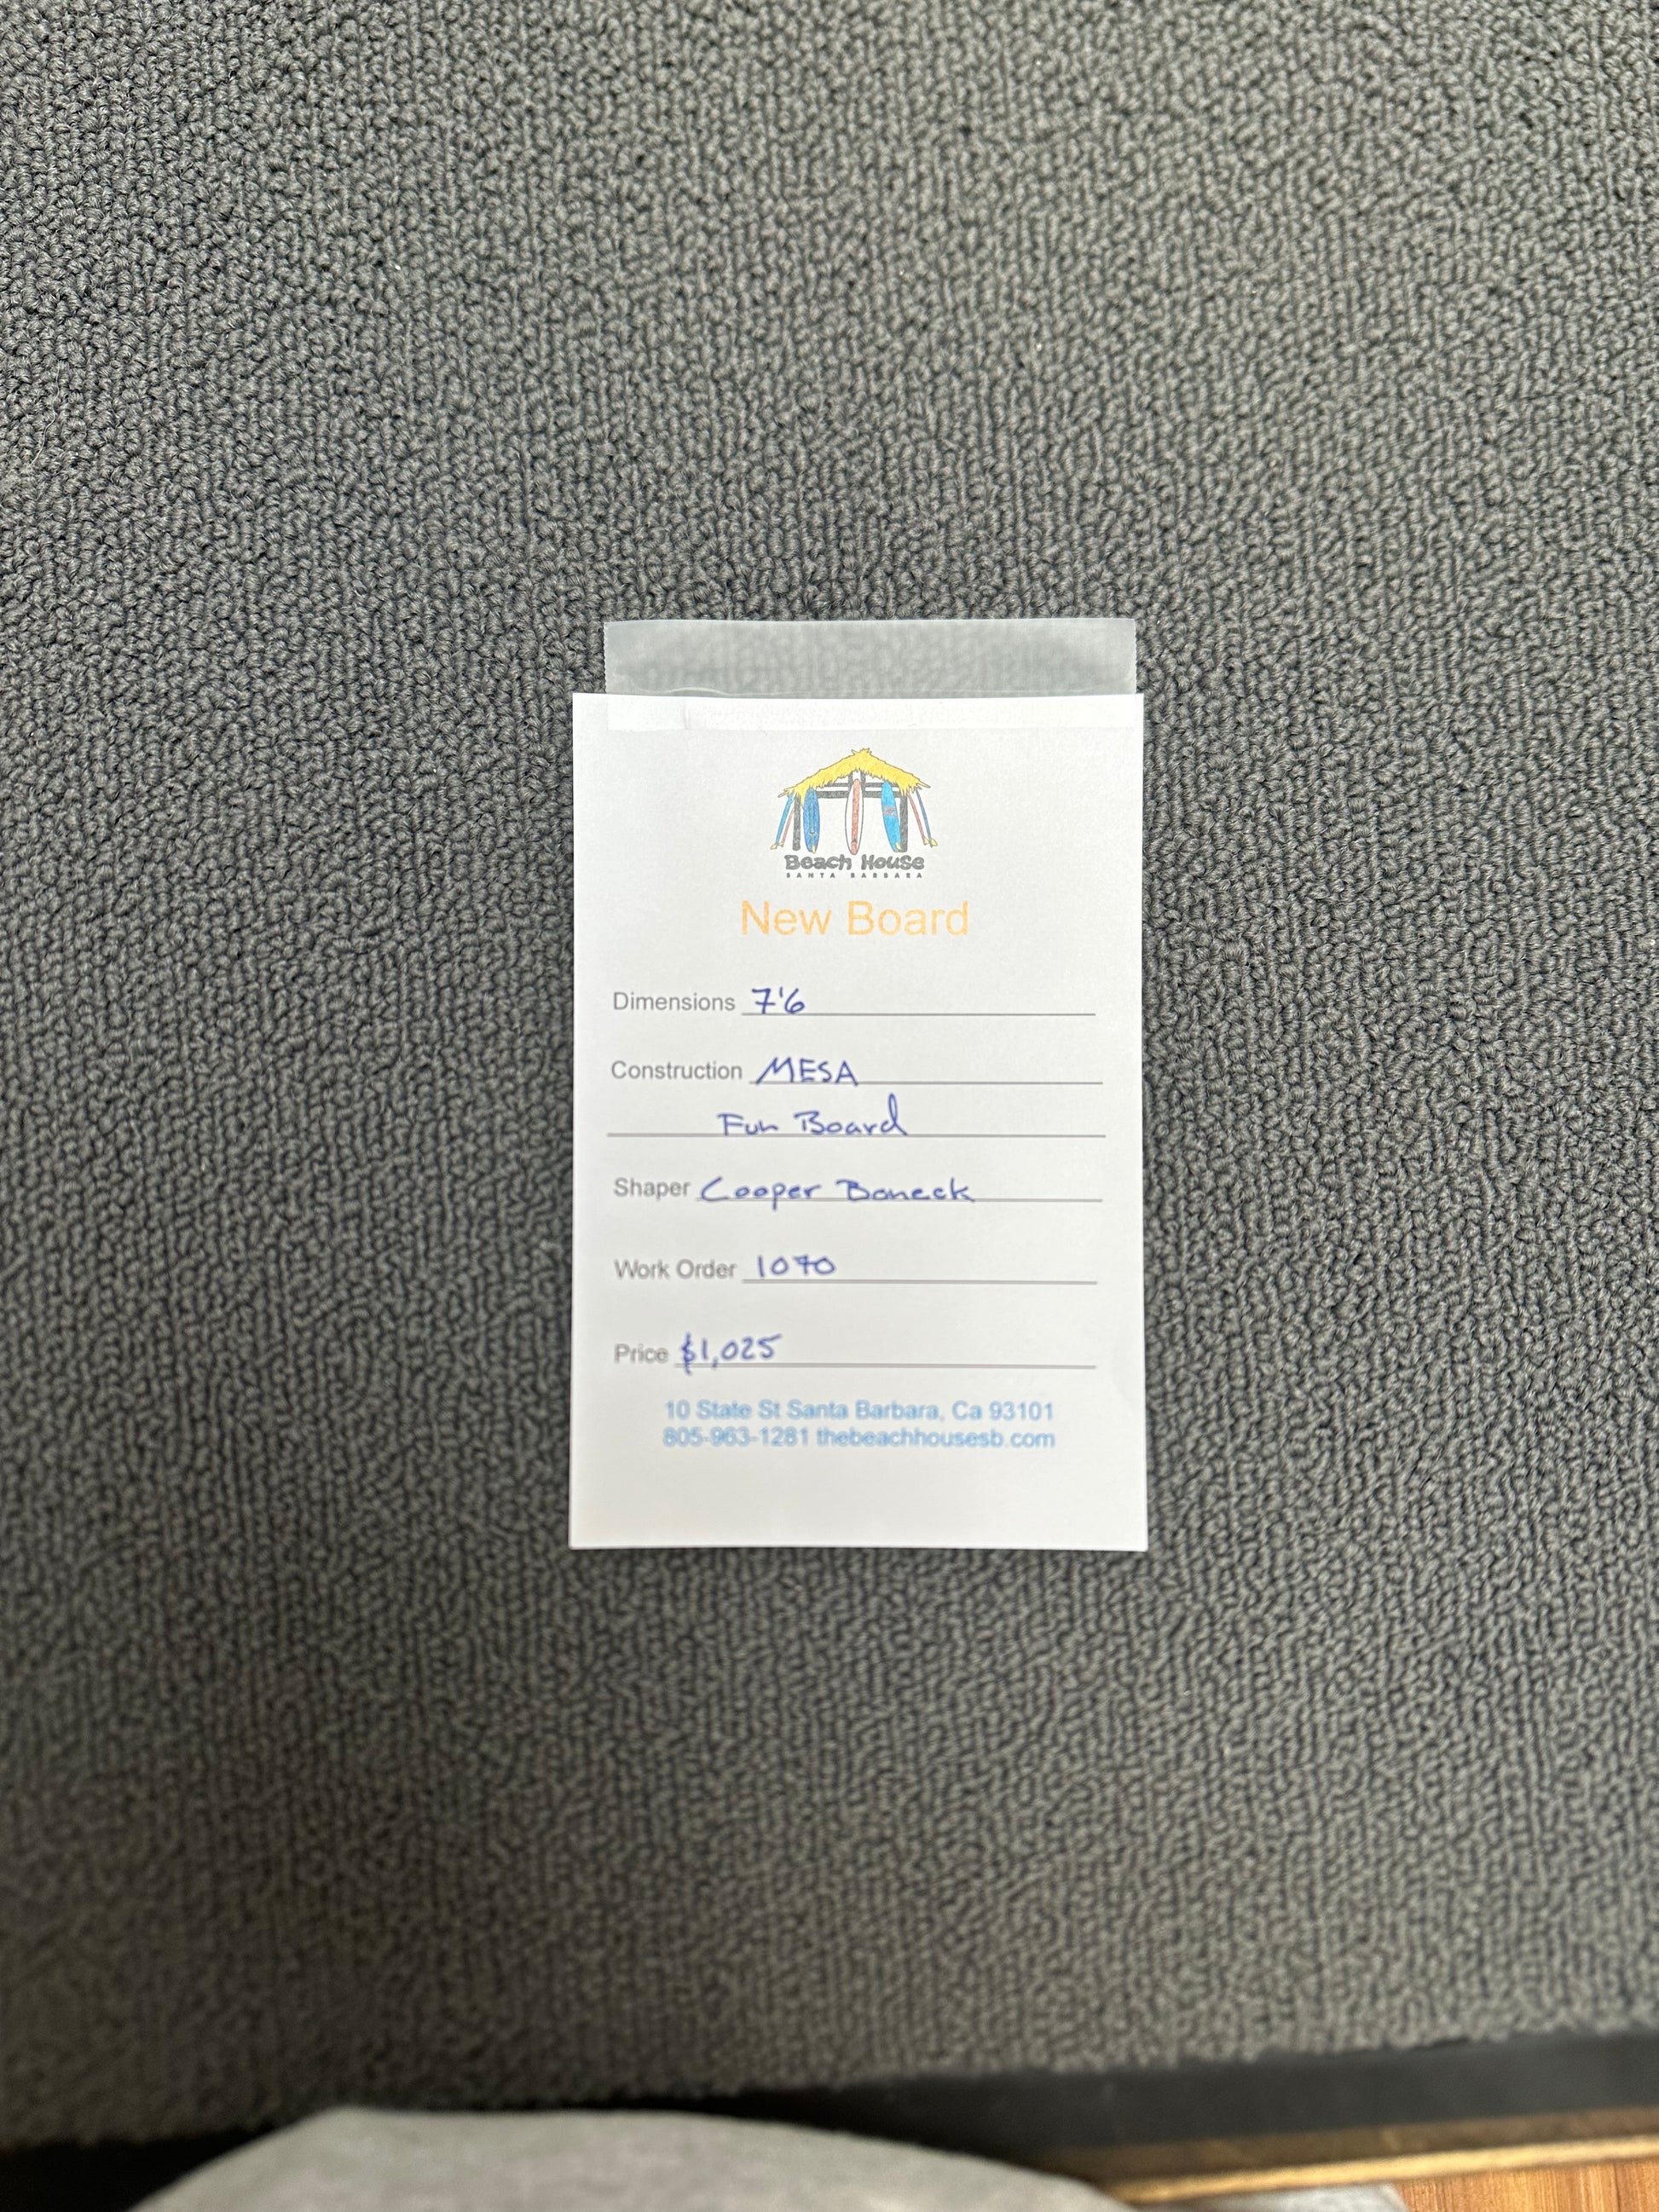 Beach House
SANTA BARBARA
New Board
Dimensions 7'6
Construction MESA
Fun Board
Shaper Cooper Boneck
Work Order 1070
Price $1,025
10 State St Santa Barbara, Ca 93101
805-963-1281 thebeachhousesb.com